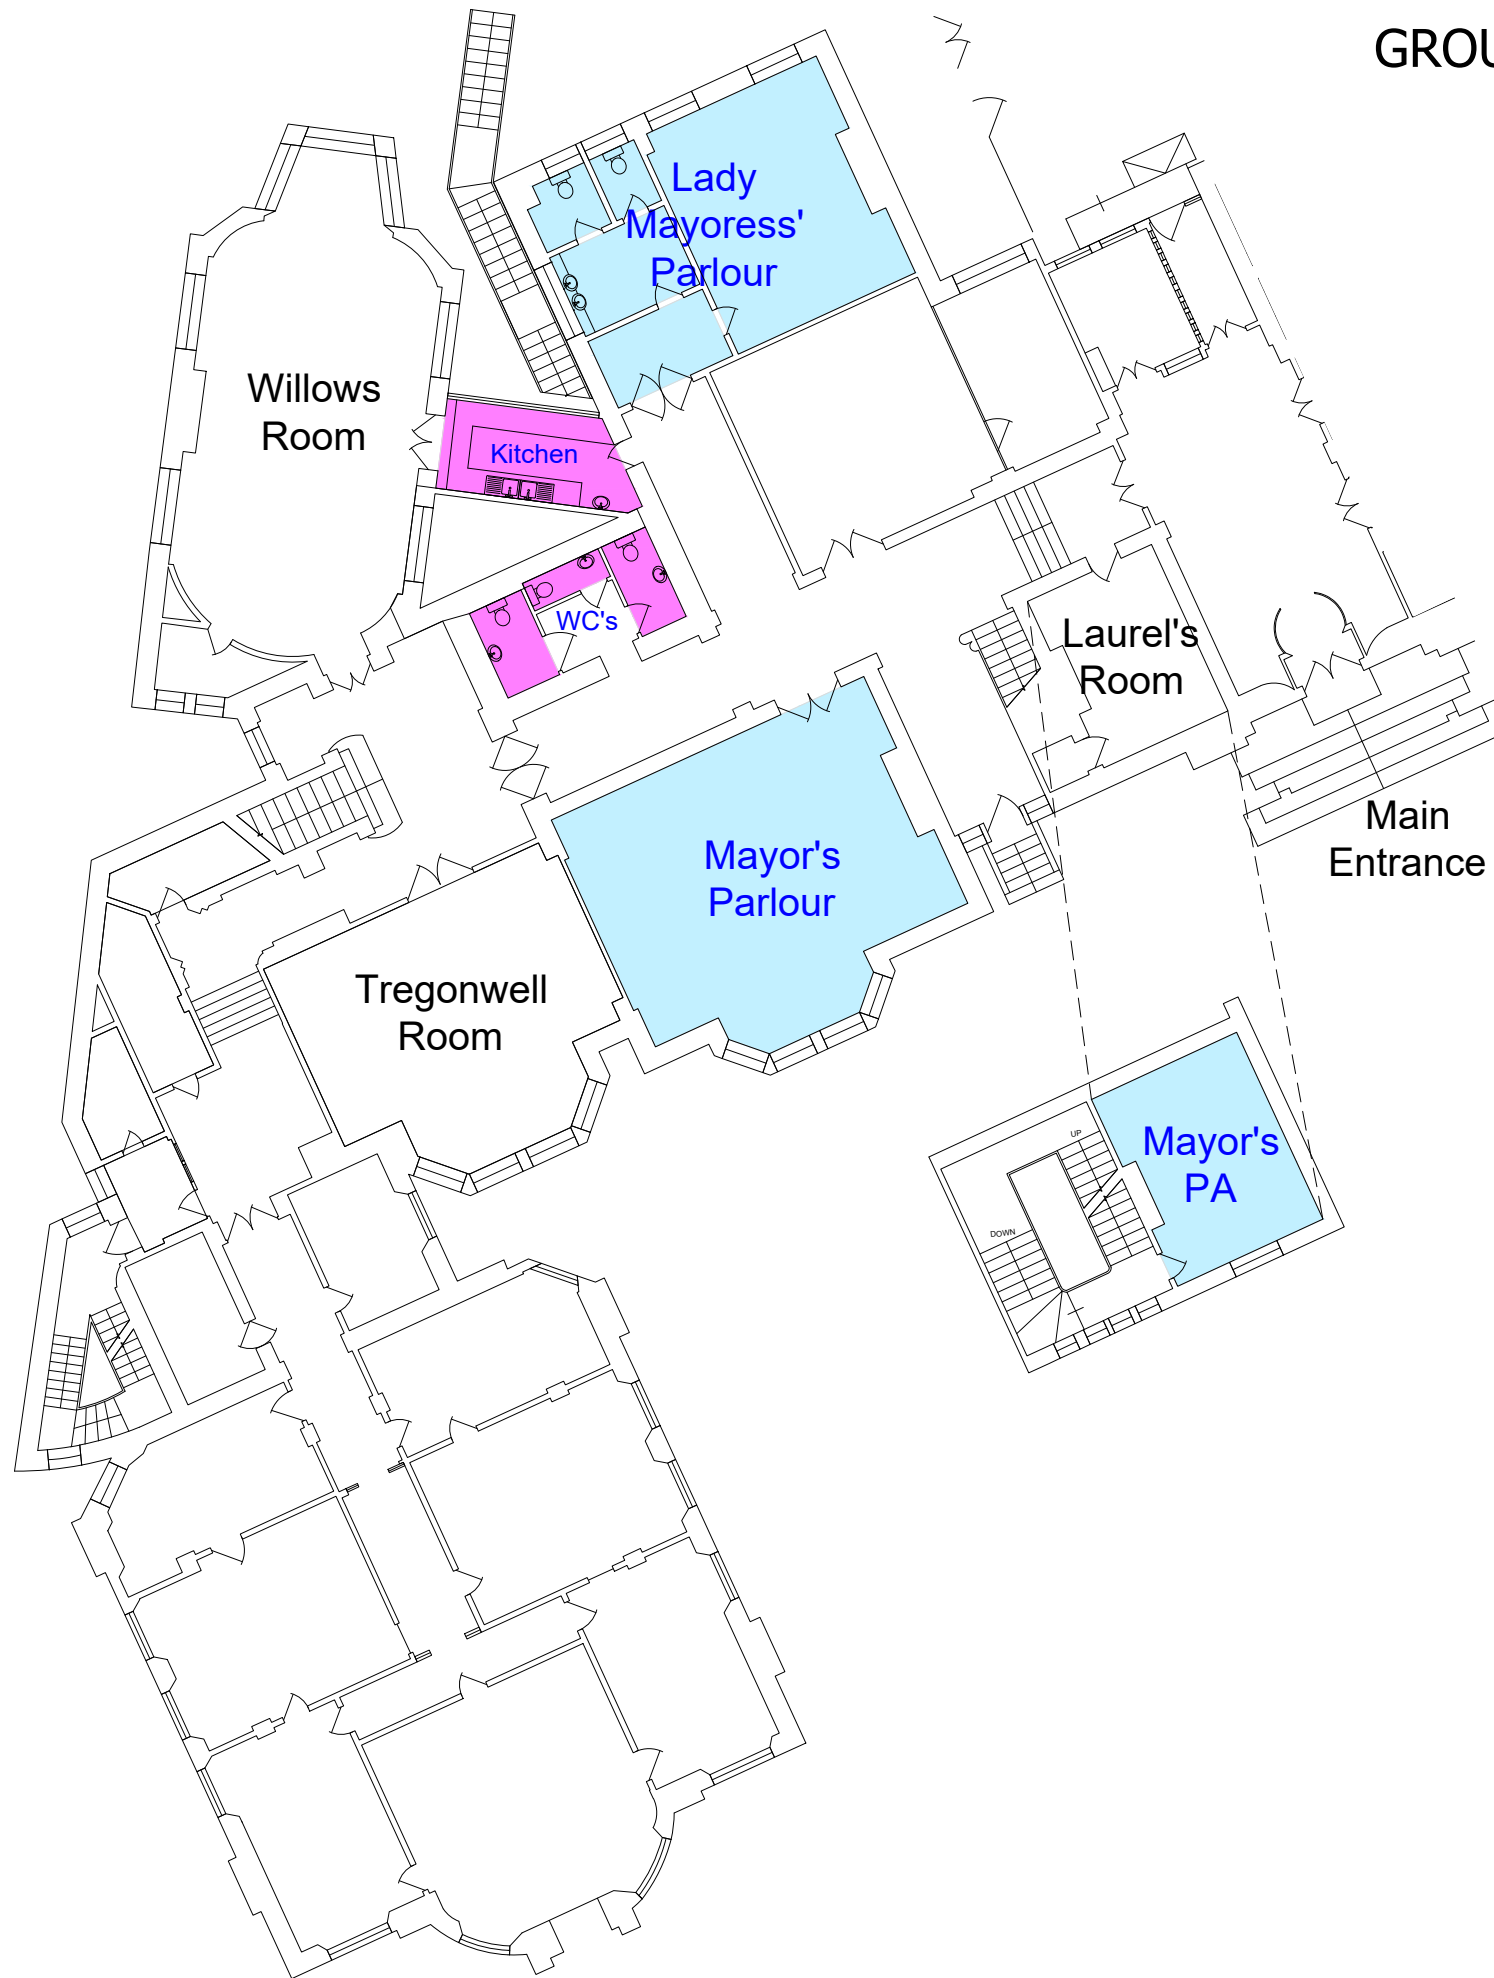 GROU
Lady
Mayoress'
Parlour
Willows
Room
Kitchen
WC's
Laurel's
Room
Main
Entrance
Mayor's
Parlour
Tregonwell
Room
UP
Mayor's
PA
DOWN